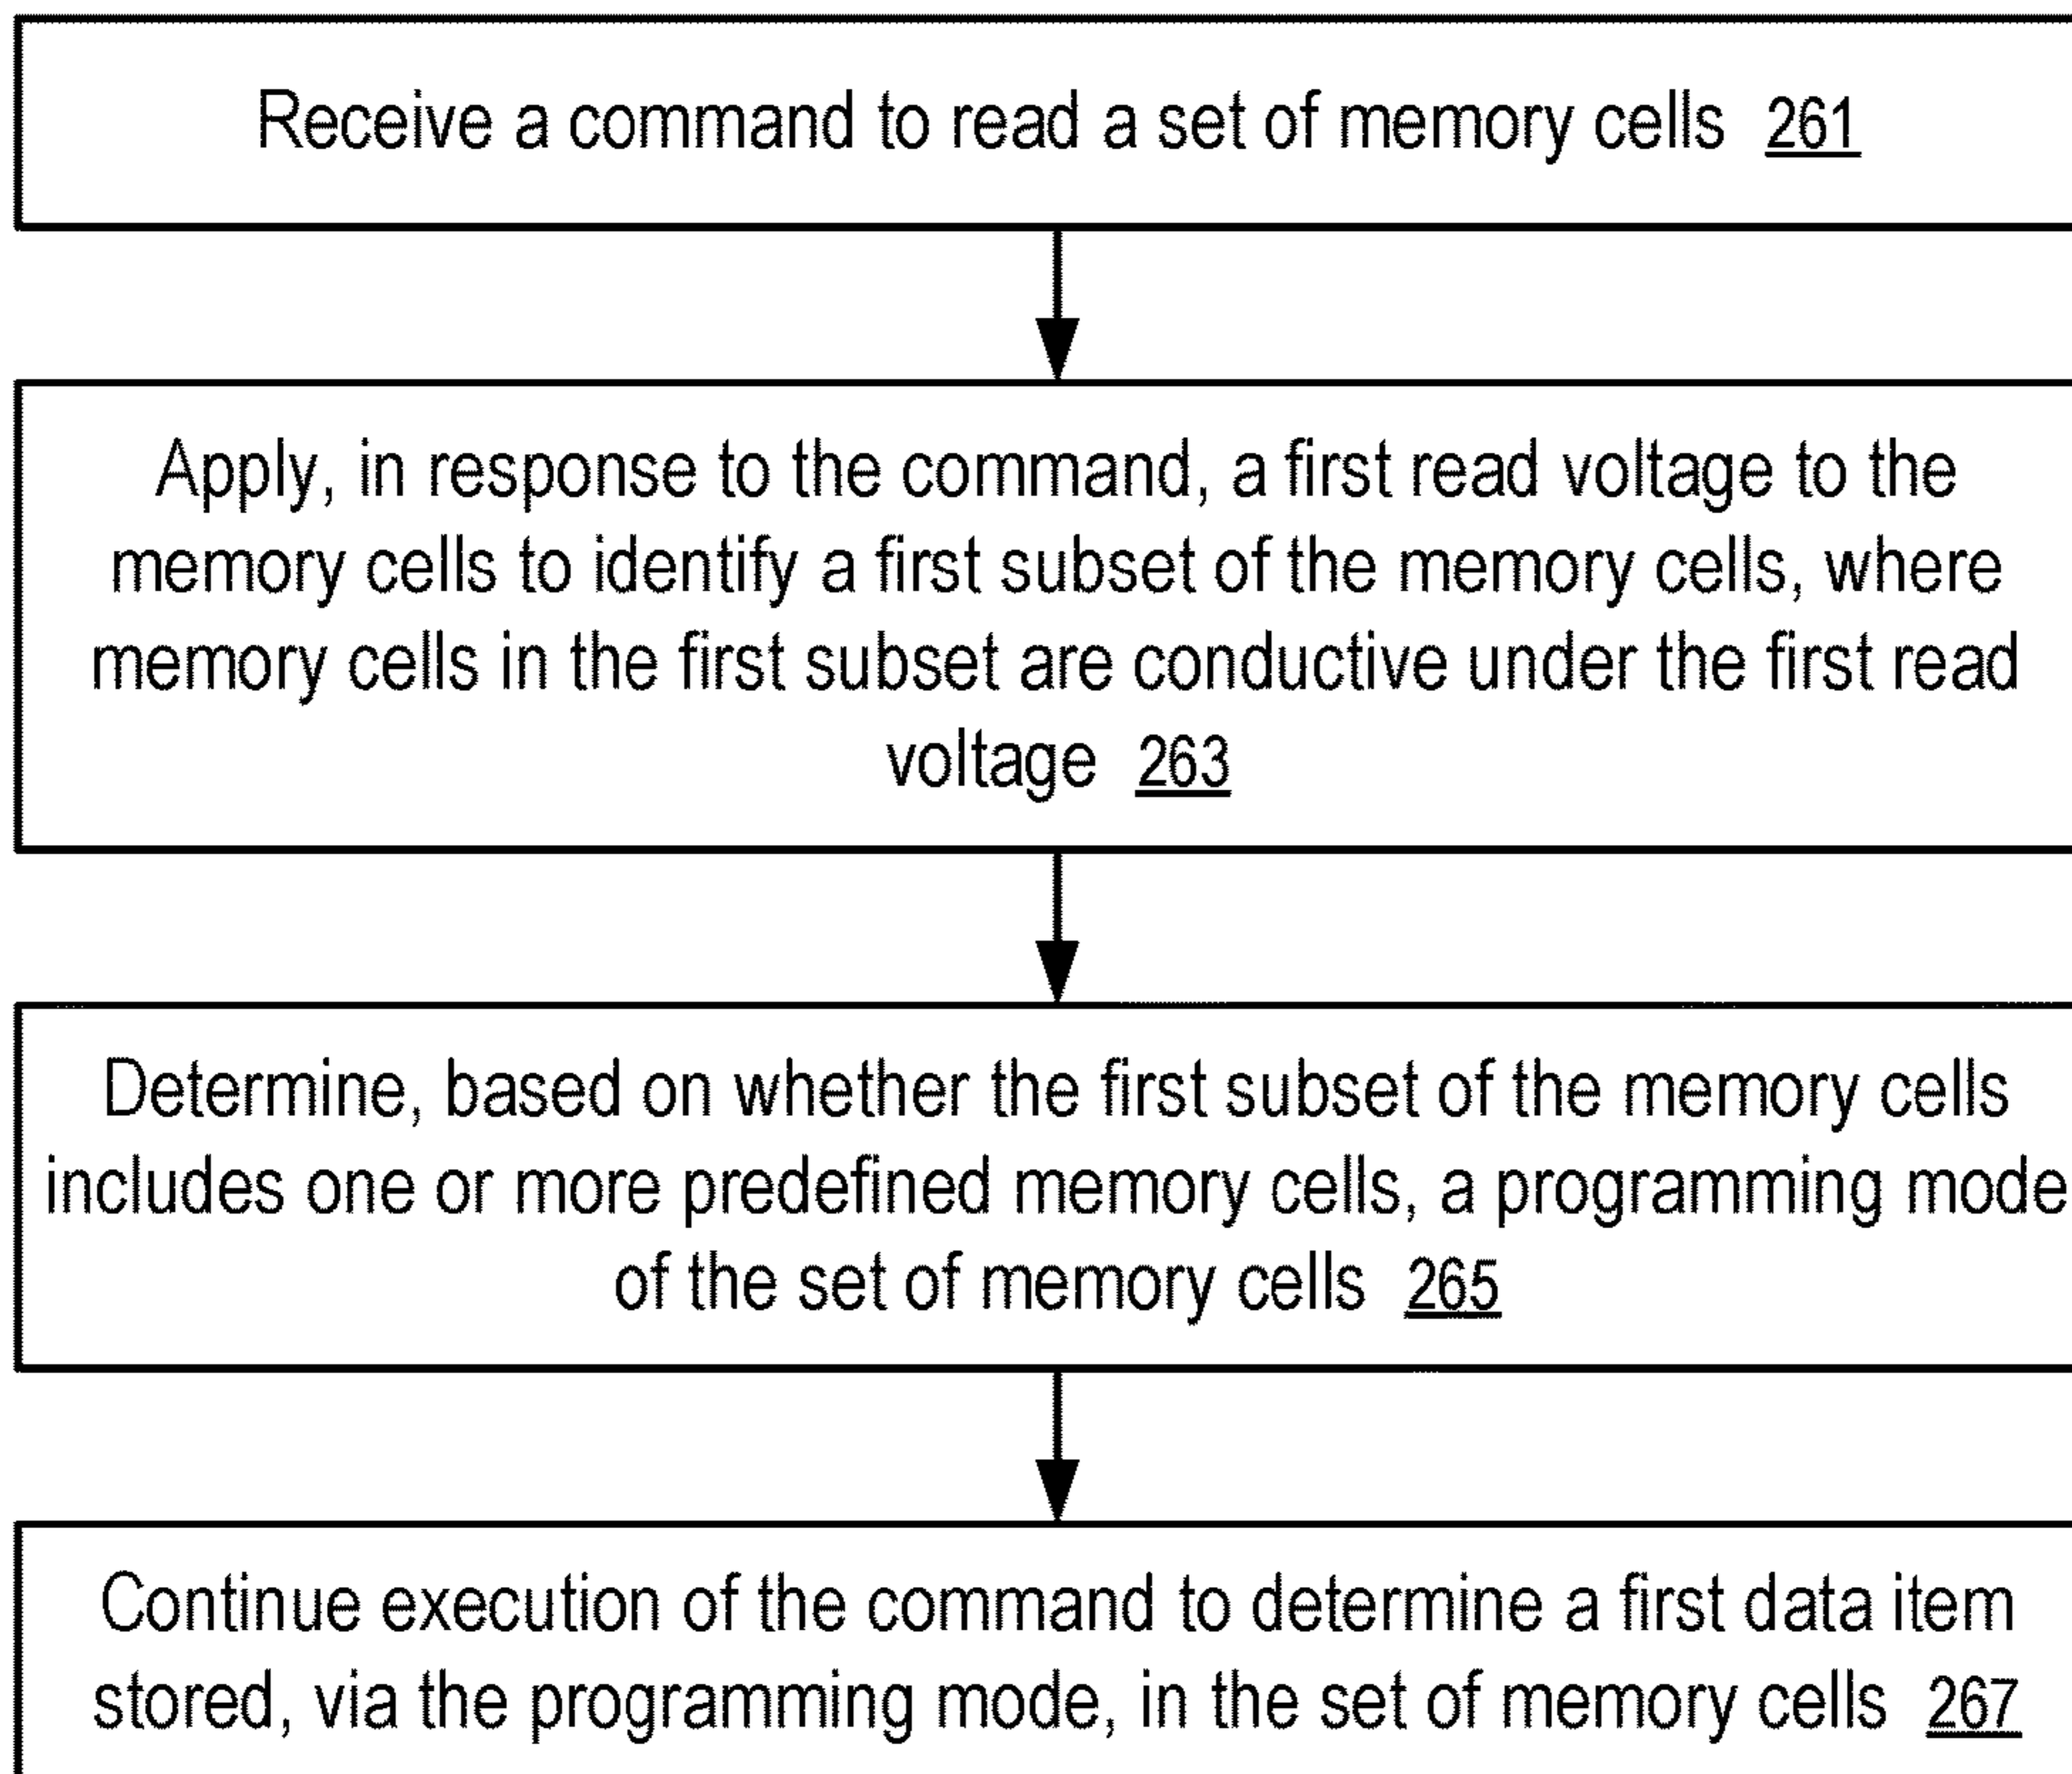 Receive a command to read a set of memory cells 261
Apply, in response to the command, a first read voltage to the
memory cells to identify a first subset of the memory cells, where
memory cells in the first subset are conductive under the first read
voltage 263
Determine, based on whether the first subset of the memory cells
includes one or more predefined memory cells, a programming mode
of the set of memory cells 265
Continue execution of the command to determine a first data item
stored, via the programming mode, in the set of memory cells 267